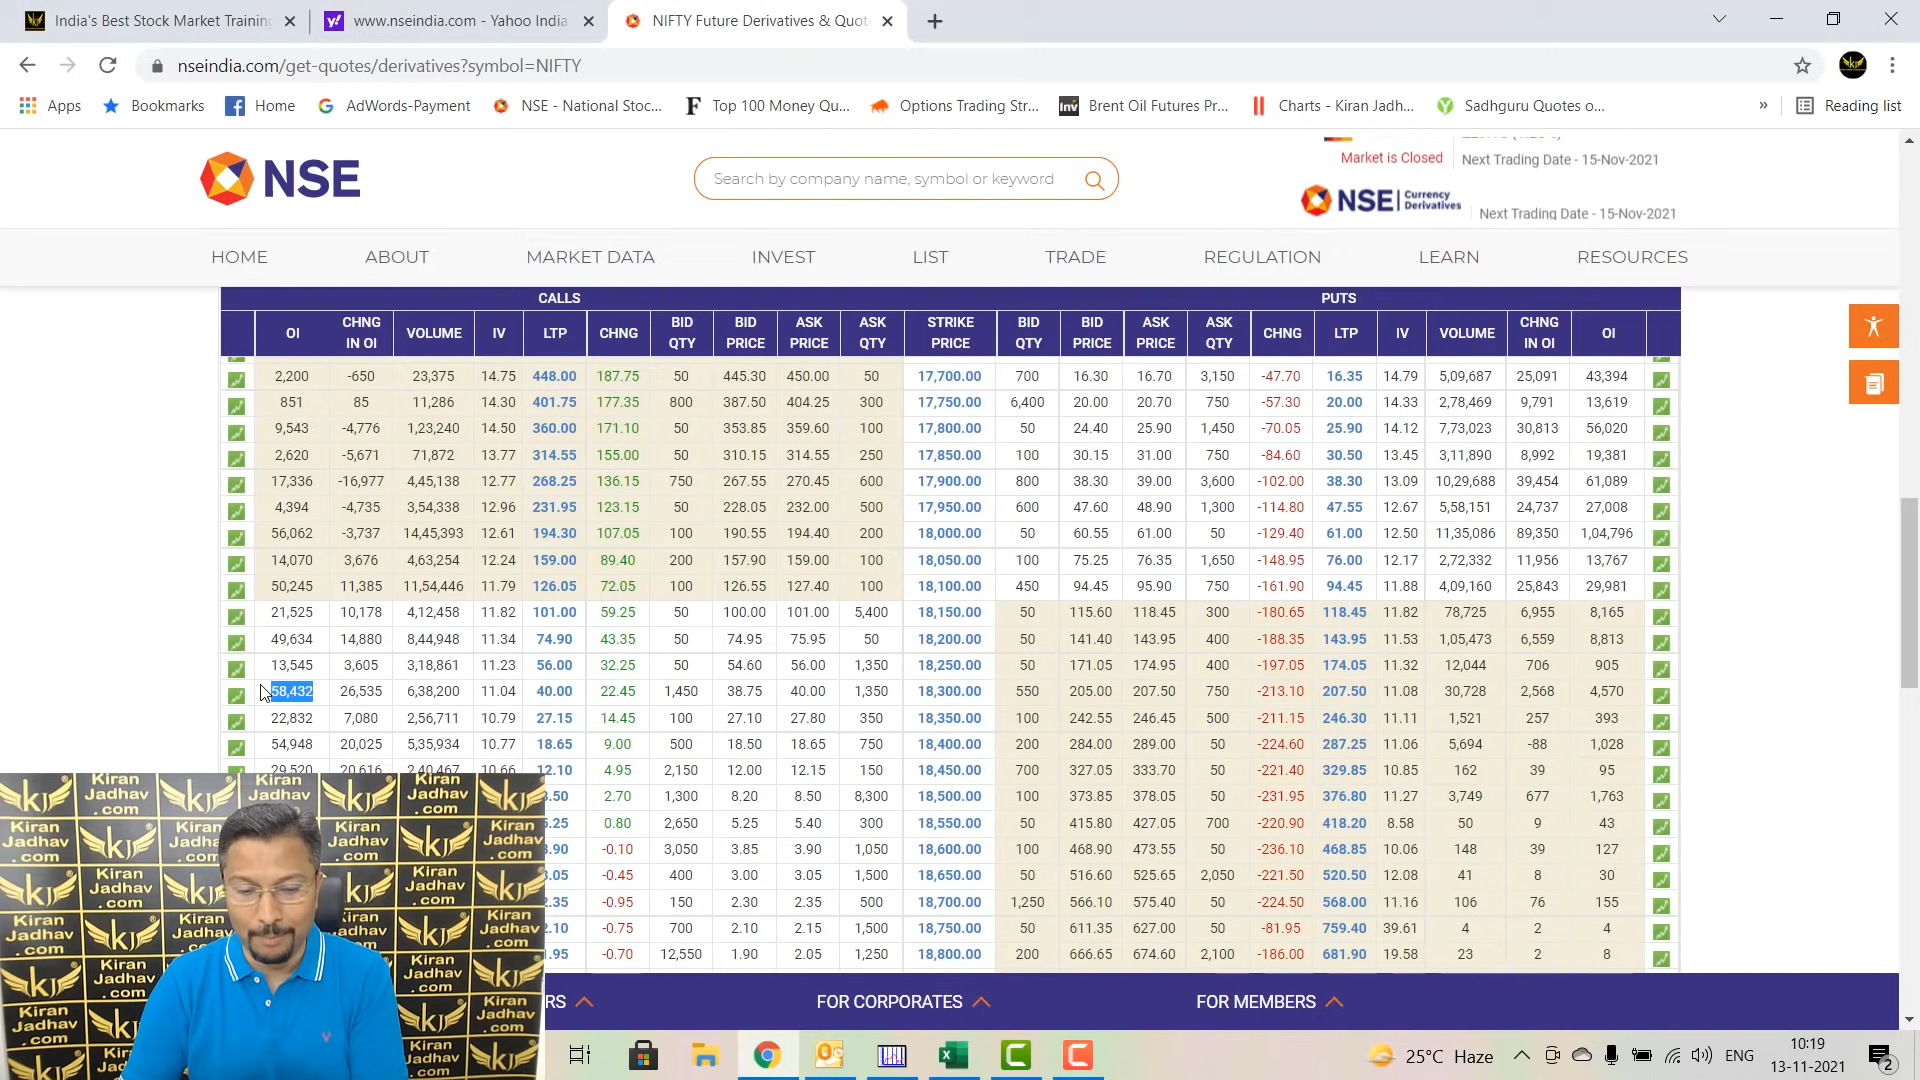 India's Best Stock Market Training
www.nseindia.com - Yahoo India
NIFTY Future Derivatives & Quot
nseindia.com/get-quotes/derivatives?symbol=NIFTY
Apps Bookmarks Home AdWords-Payment NSE - National Stoc... Top 100 Money Qu... Options Trading Str... Brent Oil Futures Pr... Charts - Kiran Jadh... Sadhguru Quotes o... » Reading list
NSE
Search by company name, symbol or keyword
Market is Closed
Next Trading Date - 15-Nov-2021
NSE Currency Derivatives
Next Trading Date - 15-Nov-2021
HOME ABOUT MARKET DATA INVEST LIST TRADE REGULATION LEARN RESOURCES
CALLS PUTS
OI CHNG IN OI VOLUME IV LTP CHNG BID QTY BID PRICE ASK PRICE ASK QTY STRIKE PRICE BID QTY BID PRICE ASK PRICE ASK QTY CHNG LTP IV VOLUME CHNG IN OI OI
2,200 -650 23,375 14.75 448.00 187.75 50 445.30 450.00 50 17,700.00 700 16.30 16.70 3,150 -47.70 16.35 14.79 5,09,687 25,091 43,394
851 85 11,286 14.30 401.75 177.35 800 387.50 404.25 300 17,750.00 6,400 20.00 20.70 750 -57.30 20.00 14.33 2,78,469 9,791 13,619
9,543 -4,776 1,23,240 14.50 360.00 171.10 50 353.85 359.60 100 17,800.00 50 24.40 25.90 1,450 -70.05 25.90 14.12 7,73,023 30,813 56,020
2,620 -5,671 71,872 13.77 314.55 155.00 50 310.15 314.55 250 17,850.00 100 30.15 31.00 750 -84.60 30.50 13.45 3,11,890 8,992 19,381
17,336 -16,977 4,45,138 12.77 268.25 136.15 750 267.55 270.45 600 17,900.00 800 38.30 39.00 3,600 -102.00 38.30 13.09 10,29,688 39,454 61,089
4,394 -4,735 3,54,338 12.96 231.95 123.15 50 228.05 232.00 500 17,950.00 600 47.60 48.90 1,300 -114.80 47.55 12.67 5,58,151 24,737 27,008
56,062 -3,737 14,45,393 12.61 194.30 107.05 100 190.55 194.40 200 18,000.00 50 60.55 61.00 50 -129.40 61.00 12.50 11,35,086 89,350 1,04,796
14,070 3,676 4,63,254 12.24 159.00 89.40 200 157.90 159.00 100 18,050.00 100 75.25 76.35 1,650 -148.95 76.00 12.17 2,72,332 11,956 13,767
50,245 11,385 11,54,446 11.79 126.05 72.05 100 126.55 127.40 100 18,100.00 450 94.45 95.90 750 -161.90 94.45 11.88 4,09,160 25,843 29,981
21,525 10,178 4,12,458 11.82 101.00 59.25 50 100.00 101.00 5,400 18,150.00 50 115.60 118.45 300 -180.65 118.45 11.82 78,725 6,955 8,165
49,634 14,880 8,44,948 11.34 74.90 43.35 50 74.95 75.95 50 18,200.00 50 141.40 143.95 400 -188.35 143.95 11.53 1,05,473 6,559 8,813
13,545 3,605 3,18,861 11.23 56.00 32.25 50 54.60 56.00 1,350 18,250.00 50 171.05 174.95 400 -197.05 174.05 11.32 12,044 706 905
58,432 26,535 6,38,200 11.04 40.00 22.45 1,450 38.75 40.00 1,350 18,300.00 550 205.00 207.50 750 -213.10 207.50 11.08 30,728 2,568 4,570
22,832 7,080 2,56,711 10.79 27.15 14.45 100 27.10 27.80 350 18,350.00 100 242.55 246.45 500 -211.15 246.30 11.11 1,521 257 393
54,948 20,025 5,35,934 10.77 18.65 9.00 500 18.50 18.65 750 18,400.00 200 284.00 289.00 50 -224.60 287.25 11.06 5,694 -88 1,028
29,520 20,616 2,40,467 10.66 12.10 4.95 2,150 12.00 12.15 150 18,450.00 700 327.05 333.70 50 -221.40 329.85 10.85 162 39 95
.50 2.70 1,300 8.20 8.50 8,300 18,500.00 100 373.85 378.05 50 -231.95 376.80 11.27 3,749 677 1,763
.25 0.80 2,650 5.25 5.40 300 18,550.00 50 415.80 427.05 700 -220.90 418.20 8.58 50 9 43
.90 -0.10 3,050 3.85 3.90 1,050 18,600.00 100 468.90 473.55 50 -236.10 468.85 10.06 148 39 127
.05 -0.45 400 3.00 3.05 1,500 18,650.00 50 516.60 525.65 2,050 -221.50 520.50 12.08 41 8 30
.35 -0.95 150 2.30 2.35 500 18,700.00 1,250 566.10 575.40 50 -224.50 568.00 11.16 106 76 155
.10 -0.75 700 2.10 2.15 1,500 18,750.00 50 611.35 627.00 50 -81.95 759.40 39.61 4 2 4
.95 -0.70 12,550 1.90 2.05 1,250 18,800.00 200 666.65 674.60 2,100 -186.00 681.90 19.58 23 2 8
RS FOR CORPORATES FOR MEMBERS
Kiran Jadhav .com
25°C Haze ENG 10:19
13-11-2021
2